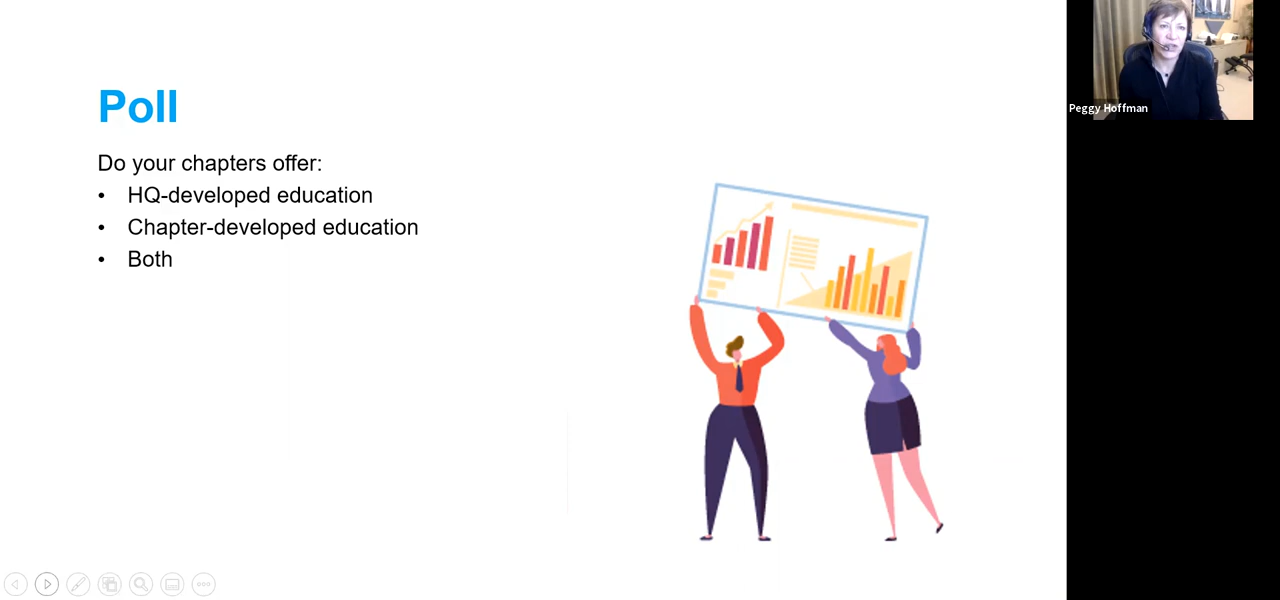 Poll
Do your chapters offer:
• HQ-developed education
• Chapter-developed education
• Both
Peggy Hoffman